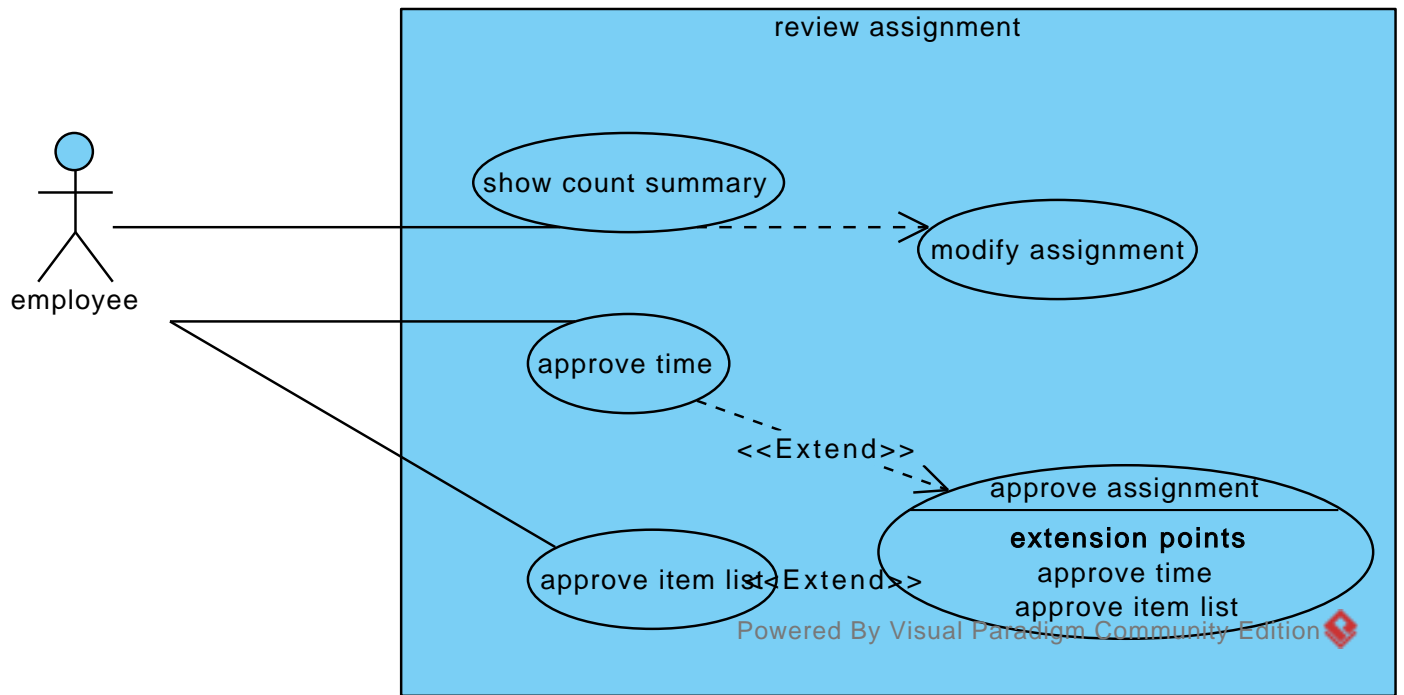 review assignment
show count summary
modify assignment
employee
approve time
<<Extend>>
approve assignment
extension points
approve time
approve item list
approve item list
<<Extend>>
Powered By Visual Paradigm Community Edition